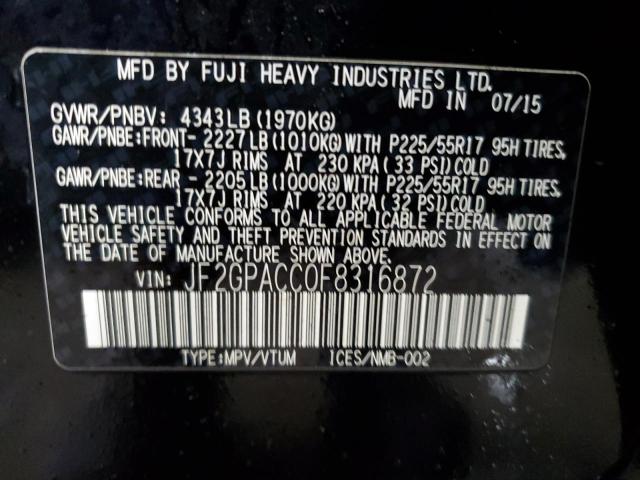 MFD BY FUJI HEAVY INDUSTRIES LTD.
MFD IN 07/15
GVWR/PNBV: 4343LB (1970KG)
GAWR/PNBE:FRONT- 2227LB (1010KG) WITH P225/55R17 95H TIRES,
17X7J RIMS AT 230 KPA (33 PSI) COLD
GAWR/PNBE:REAR - 2205LB (1000KG) WITH P225/55R17 95H TIRES,
17X7J RIMS AT 220 KPA (32 PSI) COLD
THIS VEHICLE CONFORMS TO ALL APPLICABLE FEDERAL MOTOR
VEHICLE SAFETY AND THEFT PREVENTION STANDARDS IN EFFECT ON
THE DATE OF MANUFACTURE SHOWN ABOVE.
VIN: JF2GPACC0F8316872
TYPE:MPV/VTUM ICES/NMB-002